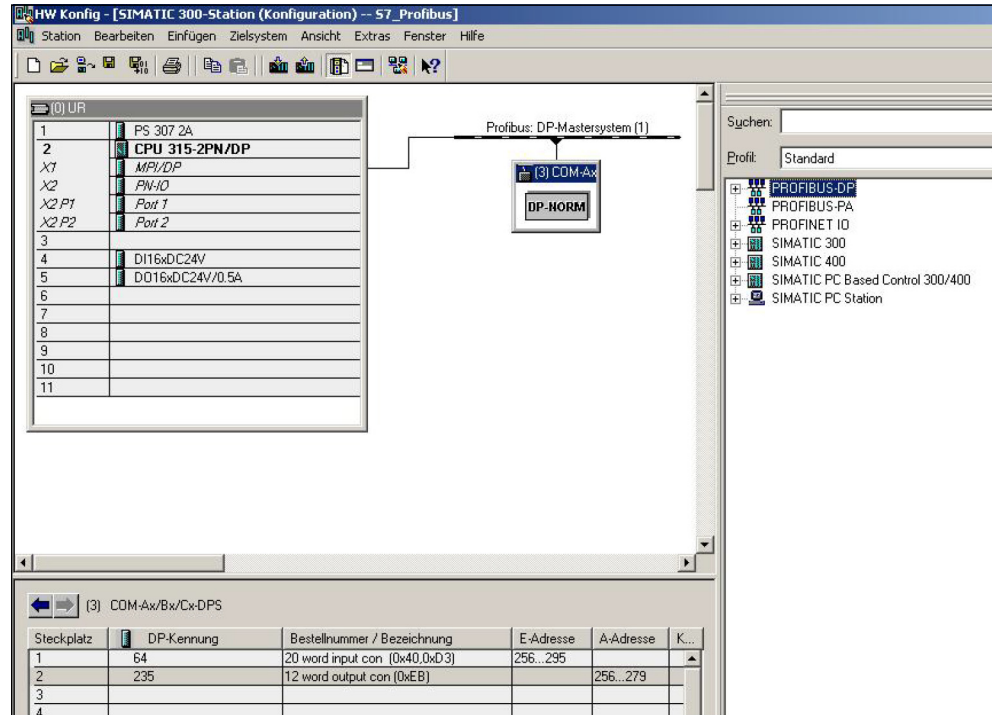 HW Konfig - [SIMATIC 300-Station (Konfiguration) -- S7_Profibus]
Station Bearbeiten Einfügen Zielsystem Ansicht Extras Fenster Hilfe
(0) UR
1 PS 307 2A
2 CPU 315-2PN/DP
X1 MPI/DP
X2 PN-IO
X2 P1 Port 1
X2 P2 Port 2
3
4 DI16xDC24V
5 DO16xDC24V/0.5A
6
7
8
9
10
11
Profibus: DP-Mastersystem (1)
(3) COM-Ax
DP-NORM
Suchen:
Profil: Standard
PROFIBUS-DP
PROFIBUS-PA
PROFINET IO
SIMATIC 300
SIMATIC 400
SIMATIC PC Based Control 300/400
SIMATIC PC Station
(3) COM-Ax/Bx/Cx-DPS
Steckplatz DP-Kennung Bestellnummer / Bezeichnung E-Adresse A-Adresse K...
1 64 20 word input con (0x40,0xD3) 256...295
2 235 12 word output con (0xEB) 256...279
3
4